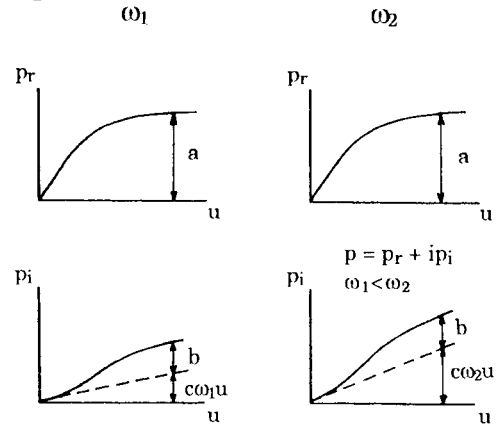 ω1 ω2
pr pr
a a
u u
p = pr + ipi
ω1<ω2
pi pi
b b
cω1u cω2u
u u